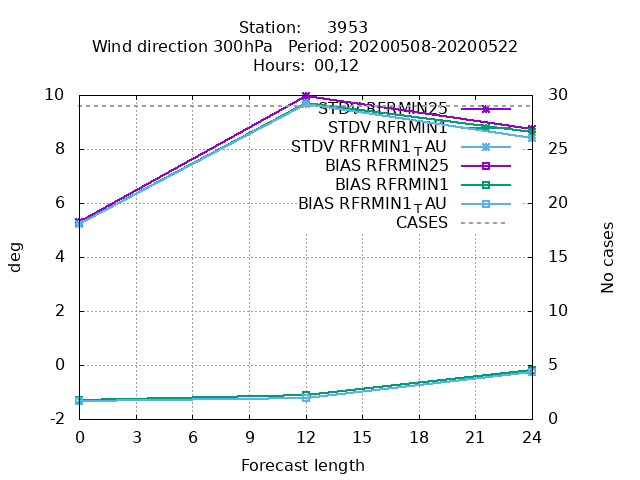 Station: 3953
Wind direction 300hPa Period: 20200508-20200522
Hours: 00,12
10
8
6
4
2
0
-2
deg
30
25
20
15
10
5
0
No cases
STDV RFRMIN25
STDV RFRMIN1
STDV RFRMIN1TAU
BIAS RFRMIN25
BIAS RFRMIN1
BIAS RFRMIN1TAU
CASES
0 3 6 9 12 15 18 21 24
Forecast length